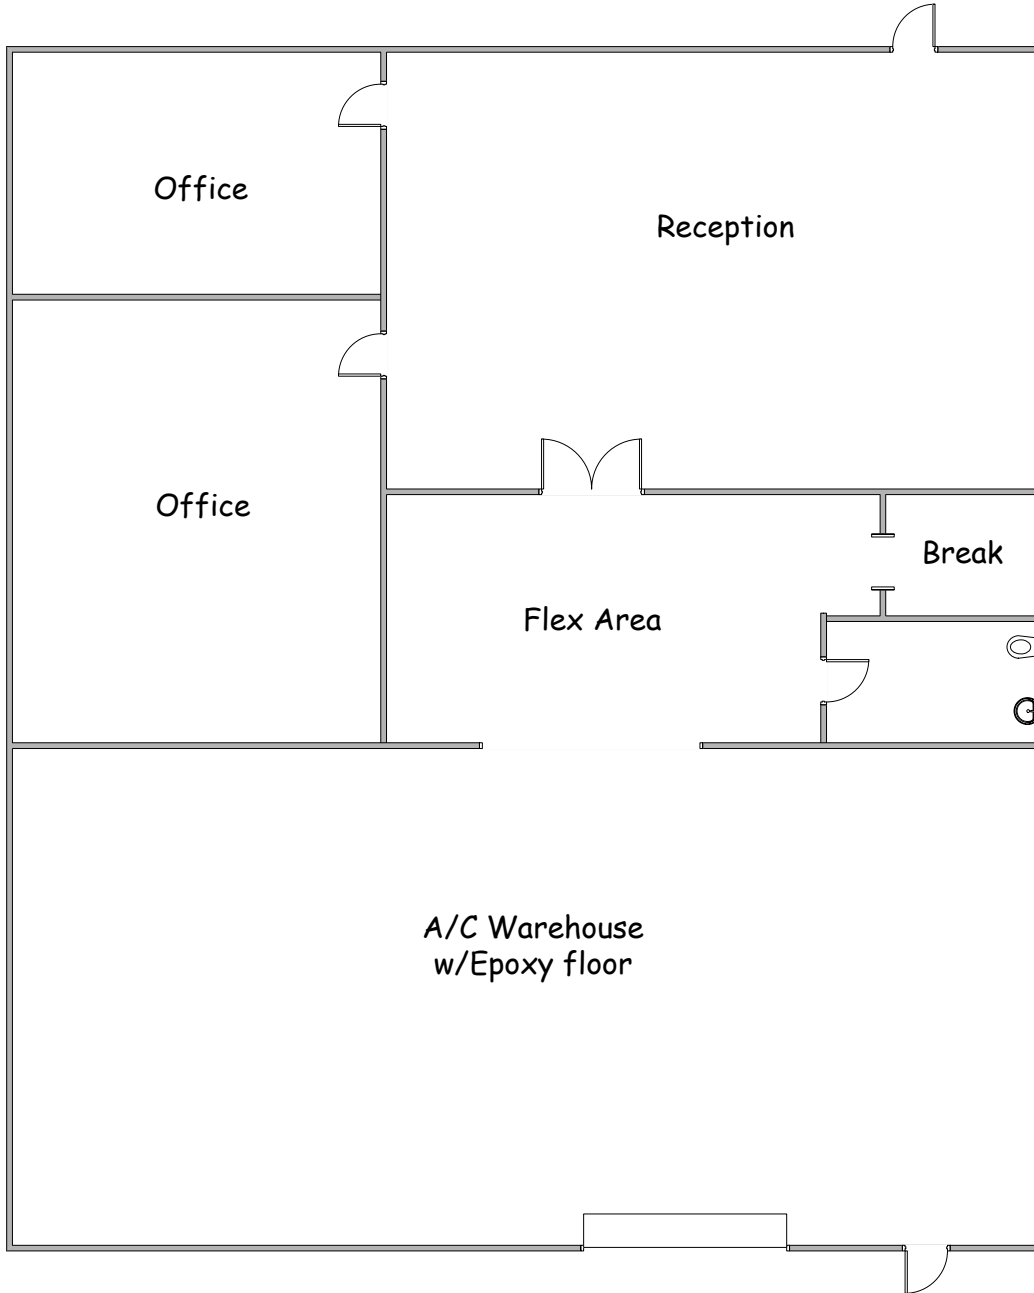 Office
Reception
Office
Break
Flex Area
A/C Warehouse
w/Epoxy floor